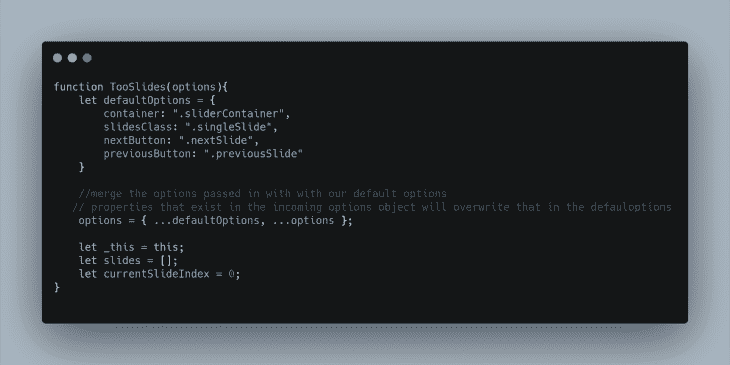 function TooSlides(options){
    let defaultOptions = {
        container: ".sliderContainer",
        slidesClass: ".singleSlide",
        nextButton: ".nextSlide",
        previousButton: ".previousSlide"
    }
    //merge the options passed in with with our default options
   // properties that exist in the incoming options object will overwrite that in the defauloptions
    options = { ...defaultOptions, ...options };
    let _this = this;
    let slides = [];
    let currentSlideIndex = 0;
}